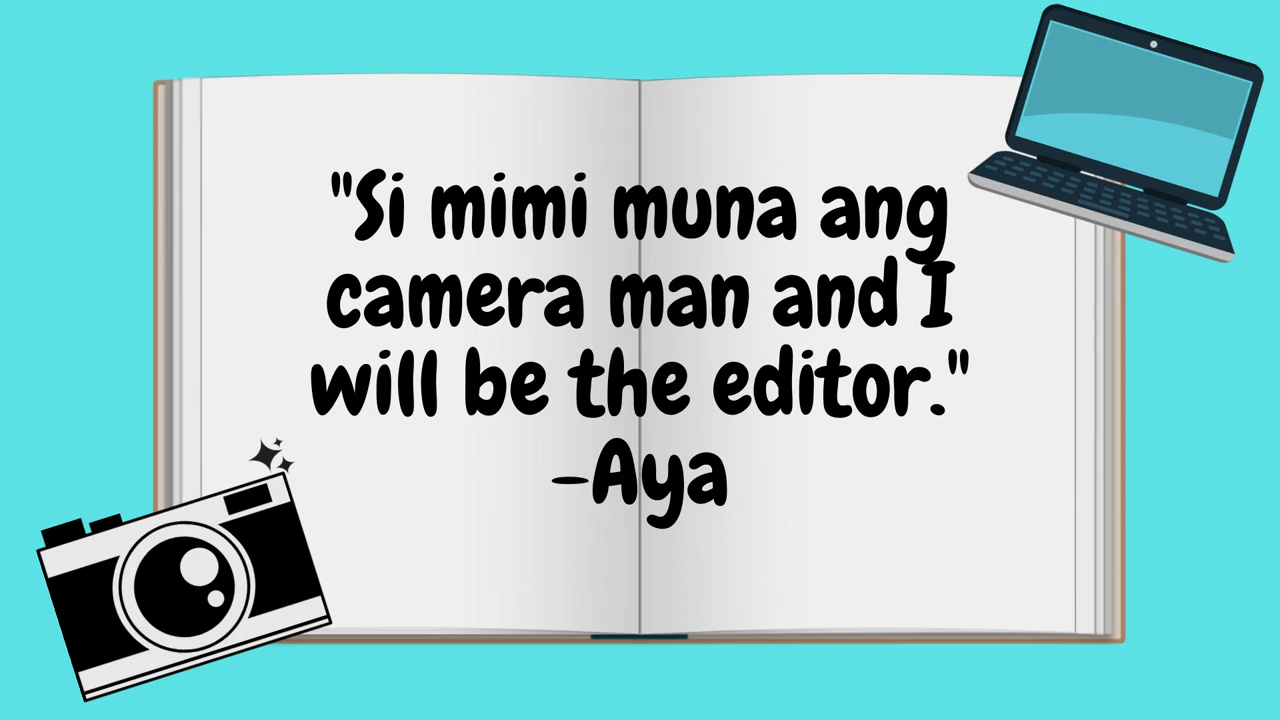 "Si mimi muna ang
camera man and I
will be the editor."
-Aya